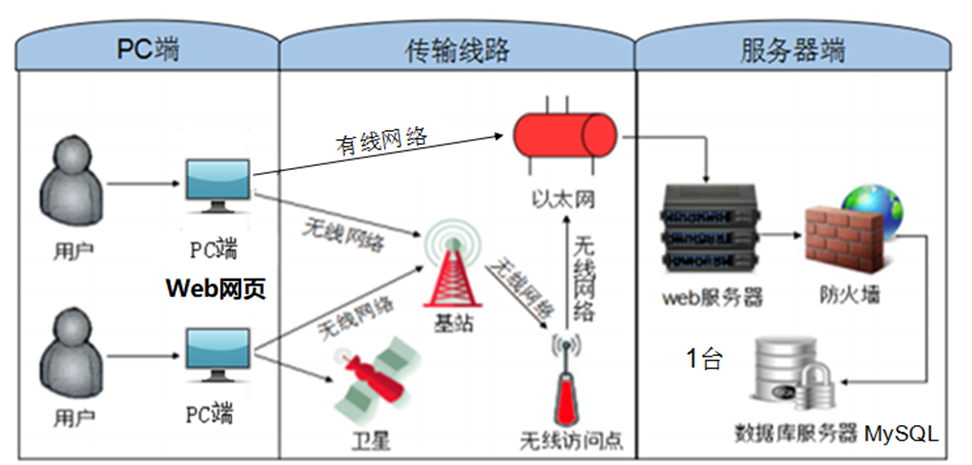 PC端
传输线路
服务器端
有线网络
以太网
用户
PC端
无线网络
Web网页
无线网络
基站
无线网络
无线网络
web服务器
防火墙
用户
PC端
卫星
无线访问点
1台
数据库服务器 MySQL